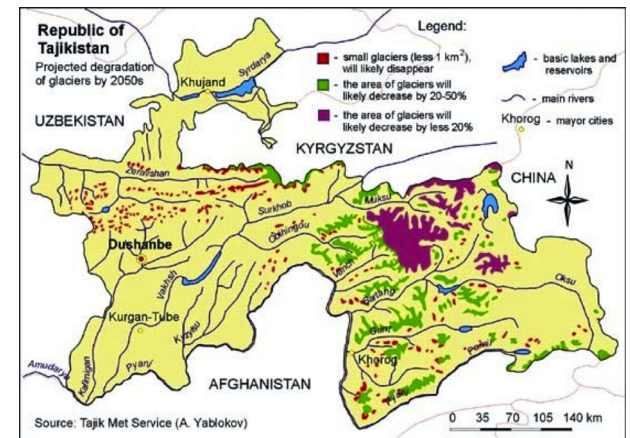 Republic of
Tajikistan
Projected degradation
of glaciers by 2050s
Legend:
- small glaciers (less 1 km²),
will likely disappear
- the area of glaciers will
likely decrease by 20-50%
- the area of glaciers will
likely decrease by less 20%
- basic lakes and
reservoirs
- main rivers
Khorog - mayor cities
N
Khujand
Syrdarya
UZBEKISTAN
KYRGYZSTAN
CHINA
Zeravshan
Surkhob
Muksu
Obihingou
Dushanbe
Vanch
Vakhsh
Bartang
Oksu
Kurgan-Tube
Kyzylsu
Gunt
Khorog
Pamir
Amudarya
Kafirnigan
Pyanj
Pyanj
AFGHANISTAN
Source: Tajik Met Service (A. Yablokov)
0 35 70 105 140 km